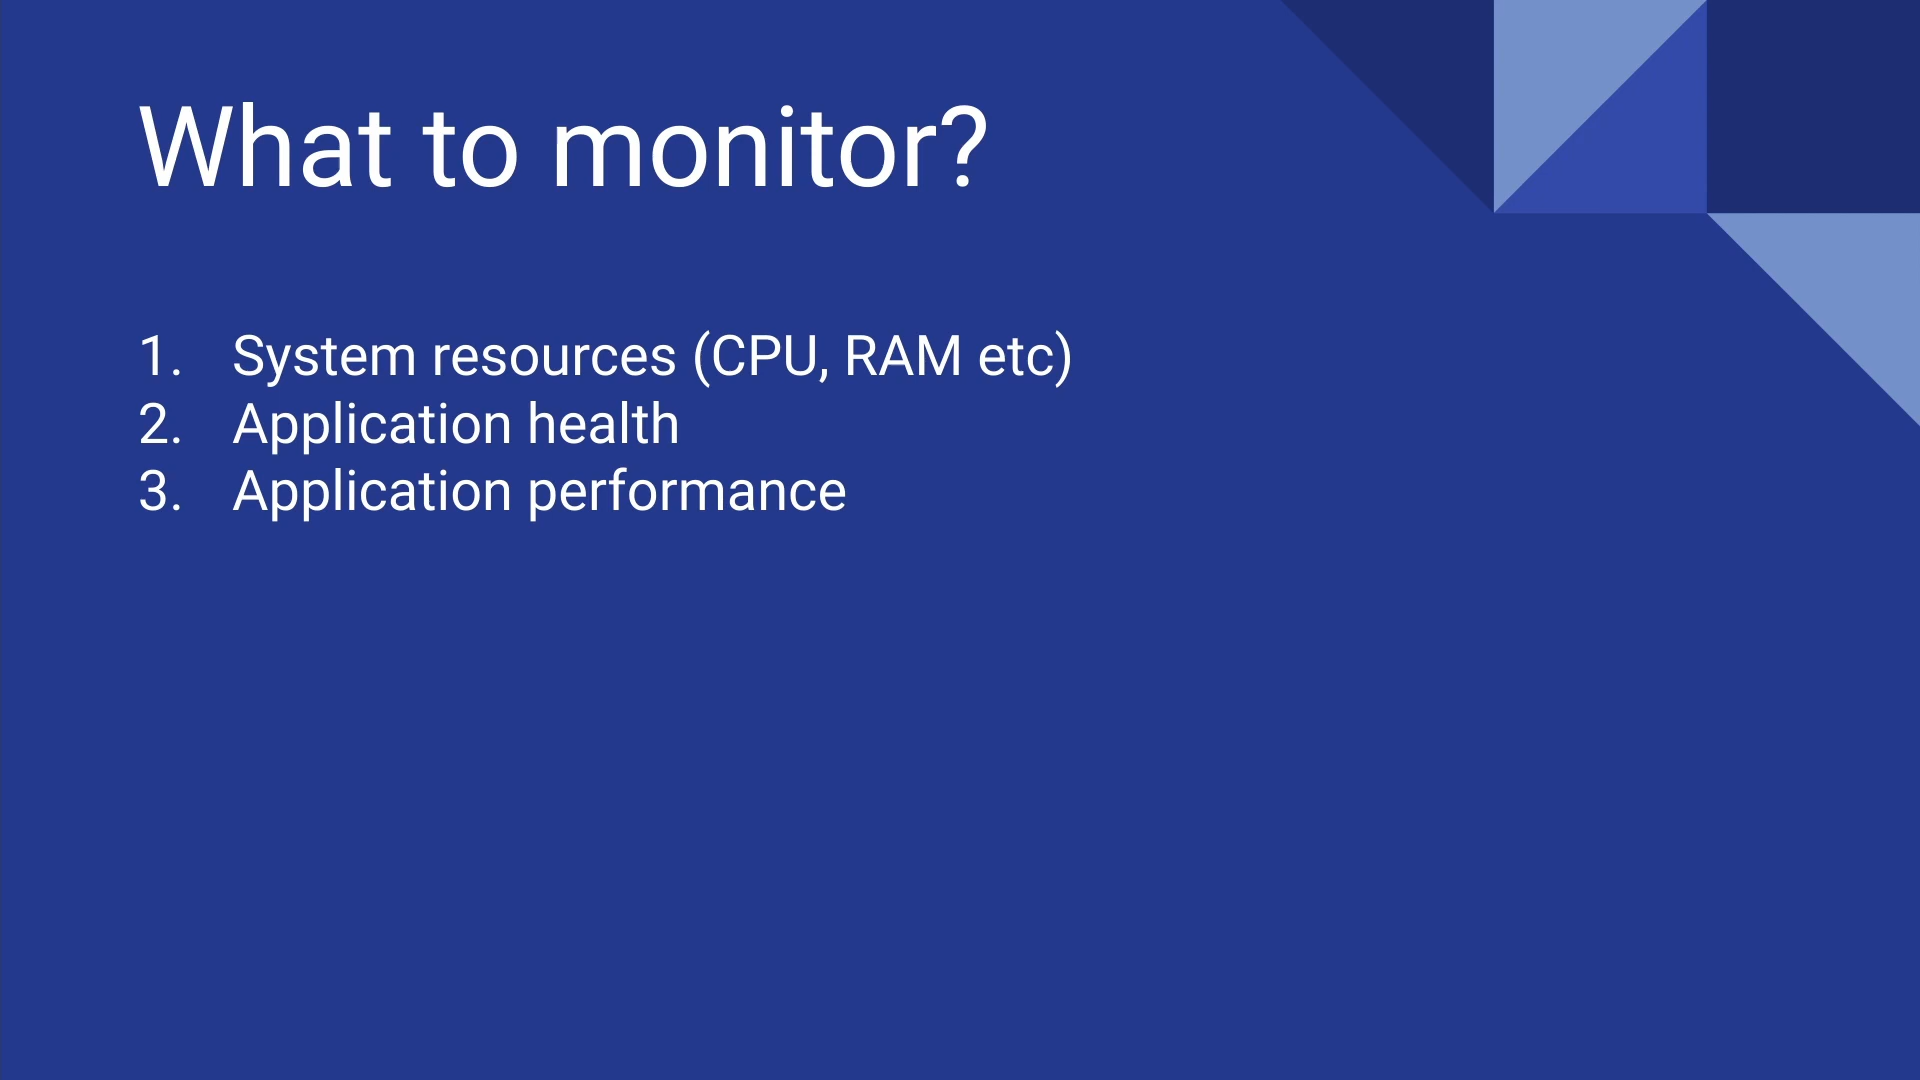 What to monitor?
1. System resources (CPU, RAM etc)
2. Application health
3. Application performance